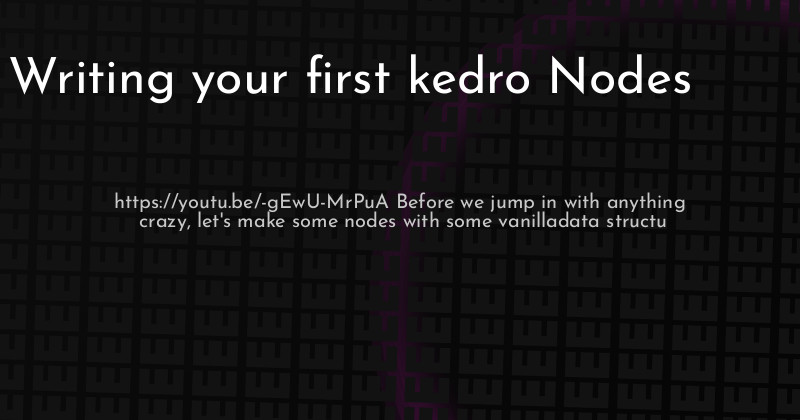 Writing your first kedro Nodes
https://youtu.be/-gEwU-MrPuA Before we jump in with anything
crazy, let's make some nodes with some vanilladata structu